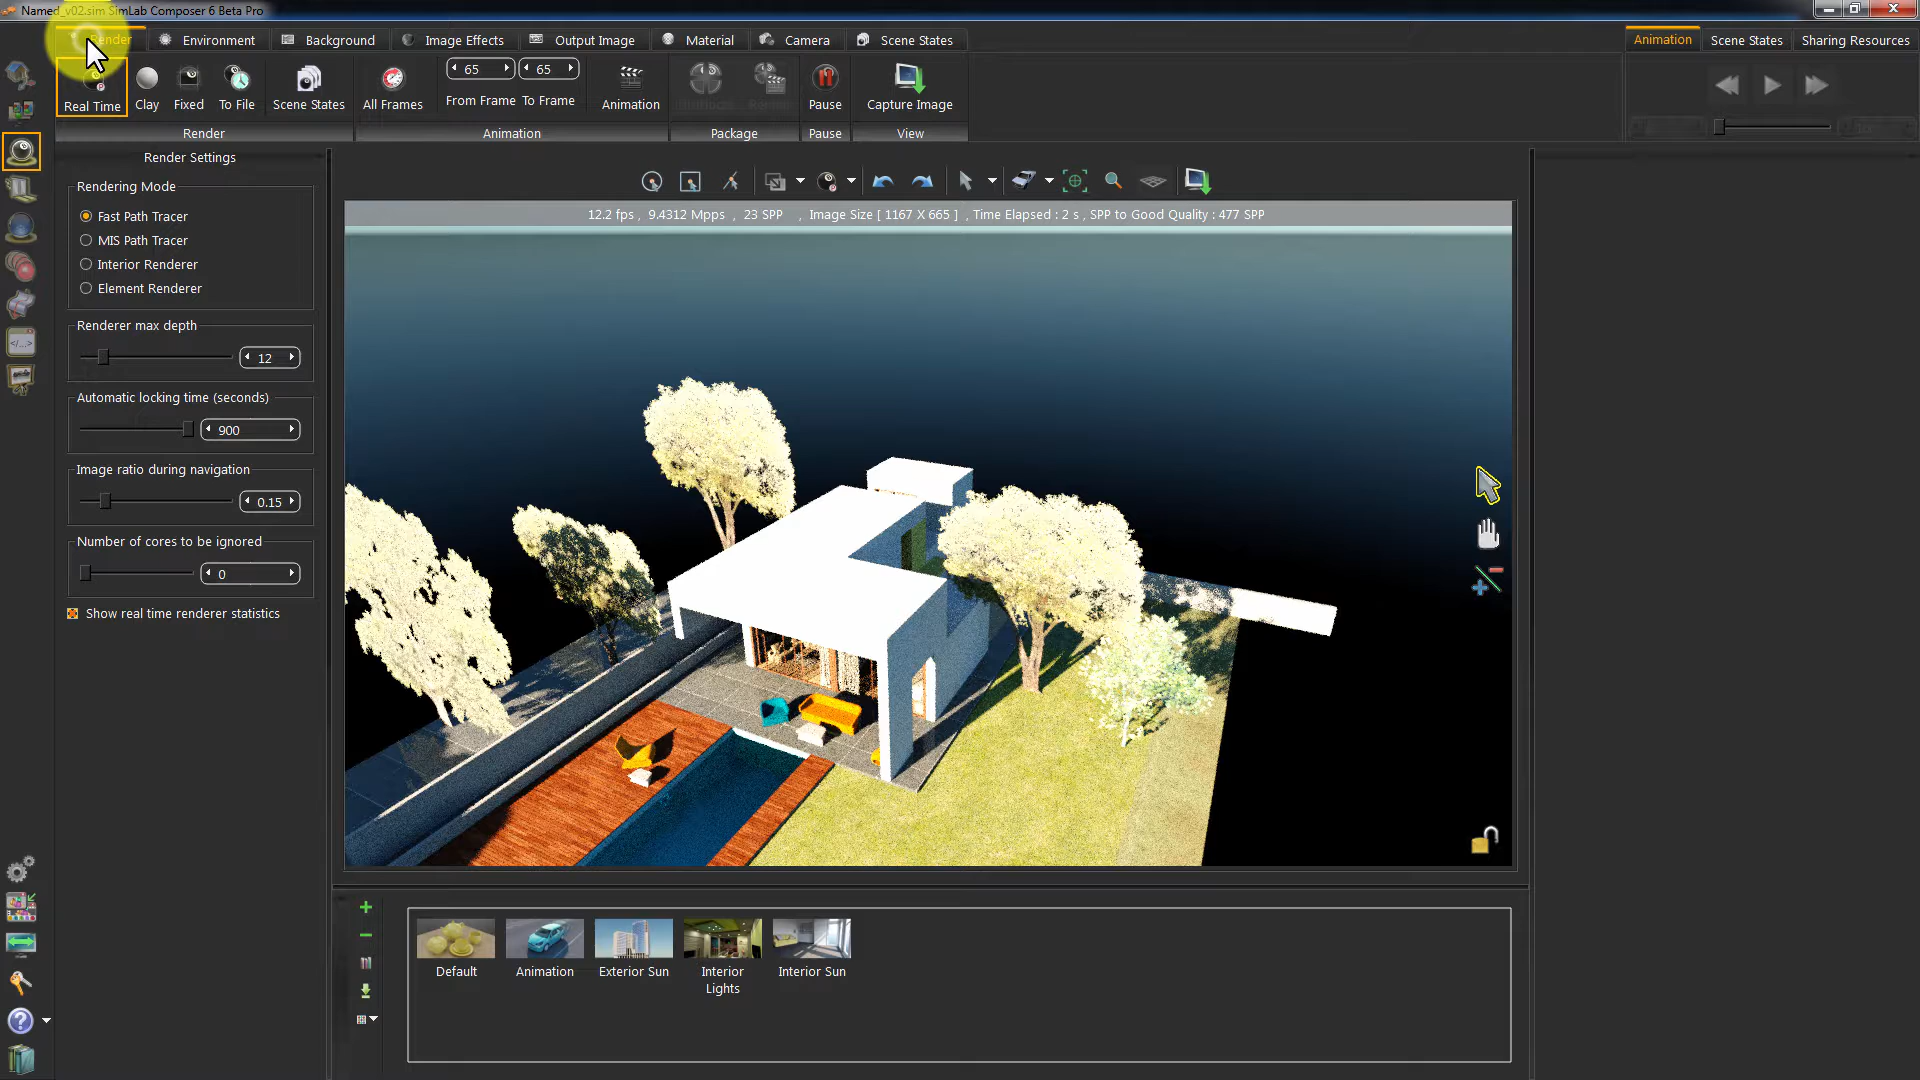 Named_v02.sim SimLab Composer 6 Beta Pro
Render Environment Background Image Effects Output Image Material Camera Scene States
Animation Scene States Sharing Resources
Real Time Clay Fixed To File Scene States All Frames
65 65
From Frame To Frame
Animation
Pause Capture Image
Render Animation Package Pause View
Render Settings
Rendering Mode
Fast Path Tracer
MIS Path Tracer
Interior Renderer
Element Renderer
Renderer max depth
12
Automatic locking time (seconds)
900
Image ratio during navigation
0.15
Number of cores to be ignored
0
Show real time renderer statistics
12.2 fps , 9.4312 Mpps , 23 SPP , Image Size [ 1167 X 665 ] , Time Elapsed : 2 s , SPP to Good Quality : 477 SPP
Default
Animation
Exterior Sun
Interior
Lights
Interior Sun